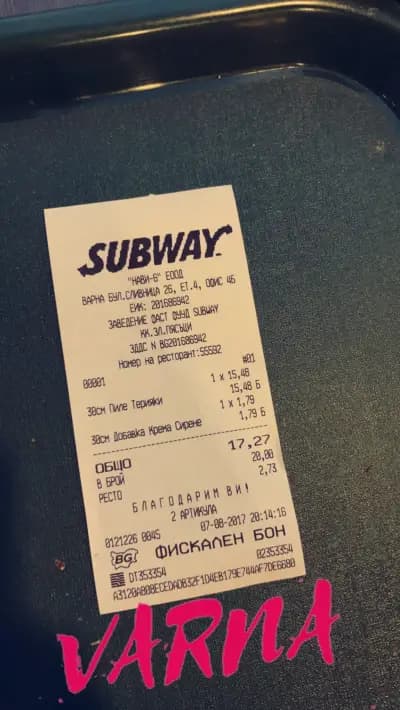 SUBWAY
"НАВИ-6" ЕООД
ВАРНА БУЛ.СЛИВНИЦА 26, ЕТ.4, ОФИС 46
ЕИК: 201686942
ЗАВЕДЕНИЕ ФАСТ ФУУД SUBWAY
КК.ЗЛ.ПЯСЪЦИ
ЗДДС N BG201686942
Номер на ресторант:55592
00001 #01
1 x 15,48
30см Пиле Терияки 15,48 Б
1 x 1,79
30см Добавка Крема Сирене 1,79 Б
ОБЩО 17,27
В БРОЙ 20,00
РЕСТО 2,73
БЛАГОДАРИМ ВИ!
2 АРТИКУЛА
0121226 0045 07-08-2017 20:14:16
BG ФИСКАЛЕН БОН
DT353354 02353354
VARNA